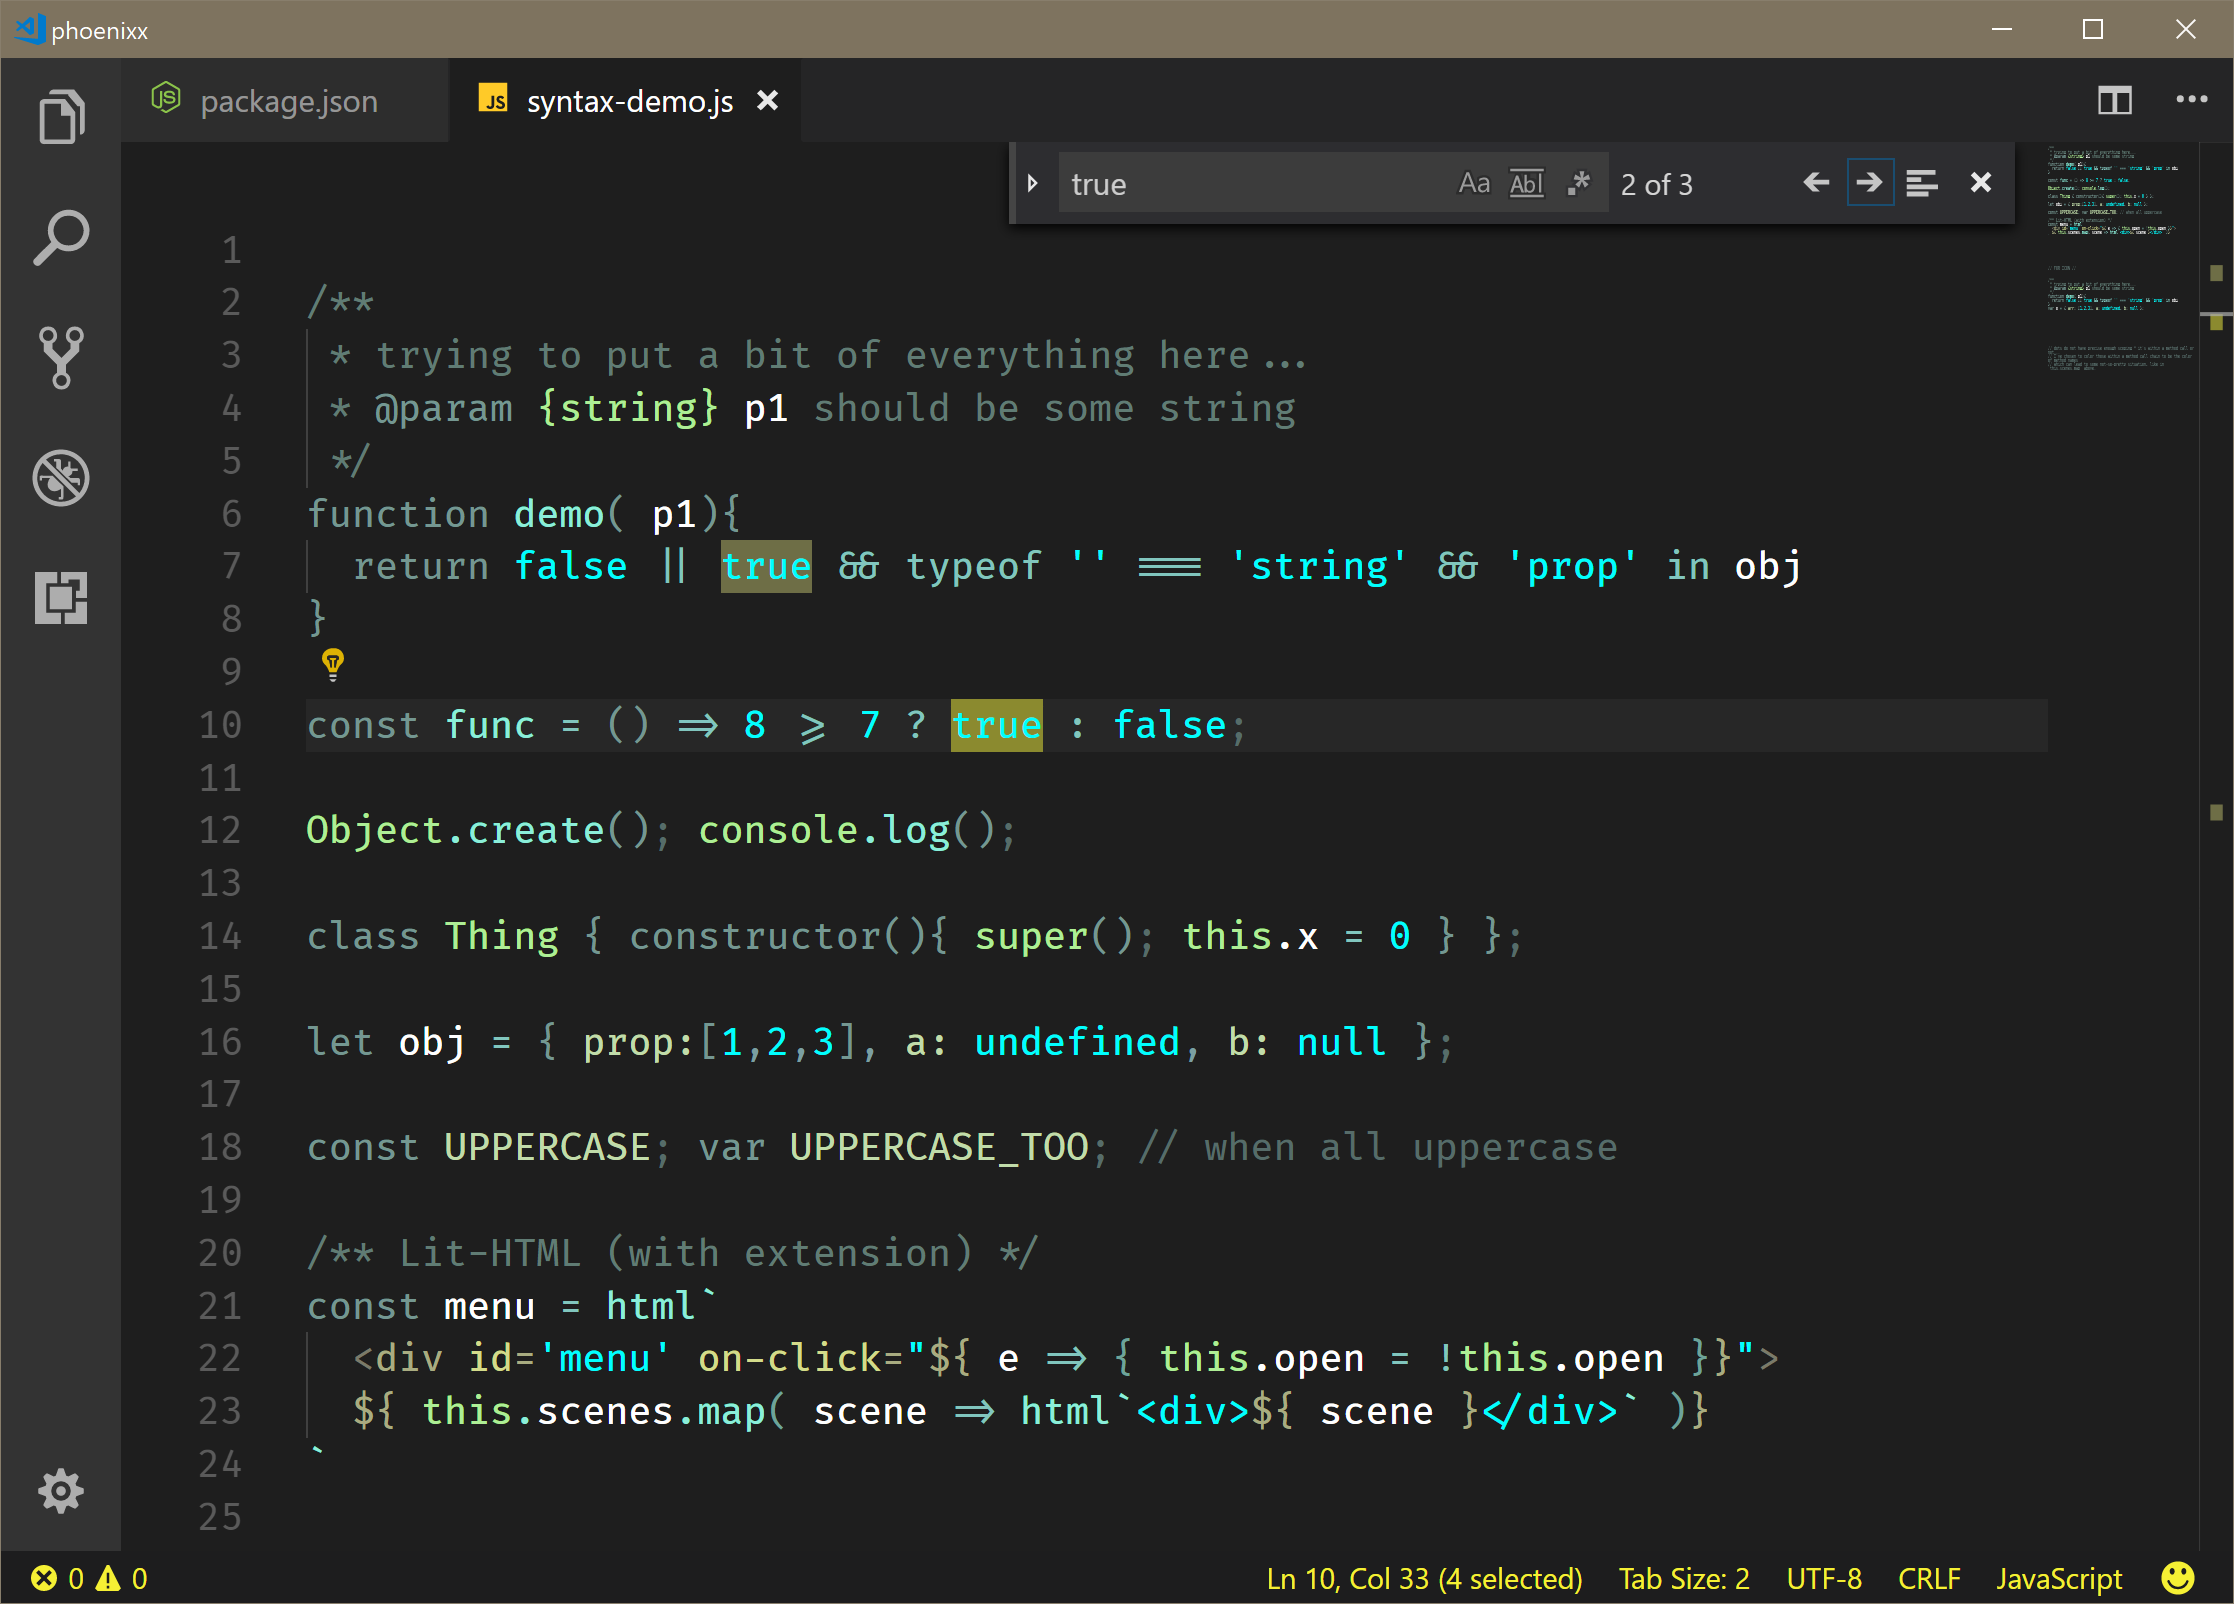 phoenixx
package.json
syntax-demo.js
true
Aa Abl .* 2 of 3
1
2 /**
3  * trying to put a bit of everything here...
4  * @param {string} p1 should be some string
5  */
6 function demo( p1){
7   return false || true && typeof '' === 'string' && 'prop' in obj
8 }
9
10 const func = () => 8 >= 7 ? true : false;
11
12 Object.create(); console.log();
13
14 class Thing { constructor(){ super(); this.x = 0 } };
15
16 let obj = { prop:[1,2,3], a: undefined, b: null };
17
18 const UPPERCASE; var UPPERCASE_TOO; // when all uppercase
19
20 /** Lit-HTML (with extension) */
21 const menu = html`
22   <div id='menu' on-click="${ e => { this.open = !this.open }}">
23   ${ this.scenes.map( scene => html`<div>${ scene }</div>` )}
24 `
25
0 0
Ln 10, Col 33 (4 selected) Tab Size: 2 UTF-8 CRLF JavaScript